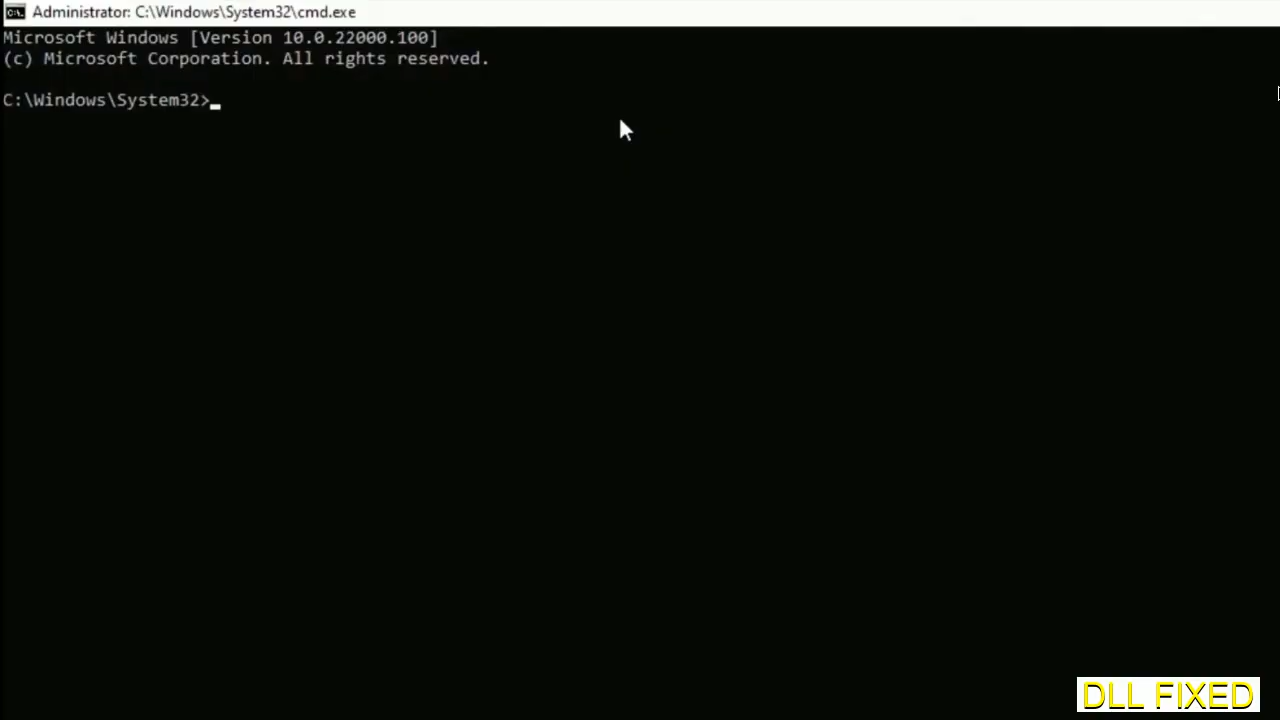 Administrator: C:\Windows\System32\cmd.exe
Microsoft Windows [Version 10.0.22000.100]
(c) Microsoft Corporation. All rights reserved.
C:\Windows\System32>
DLL FIXED